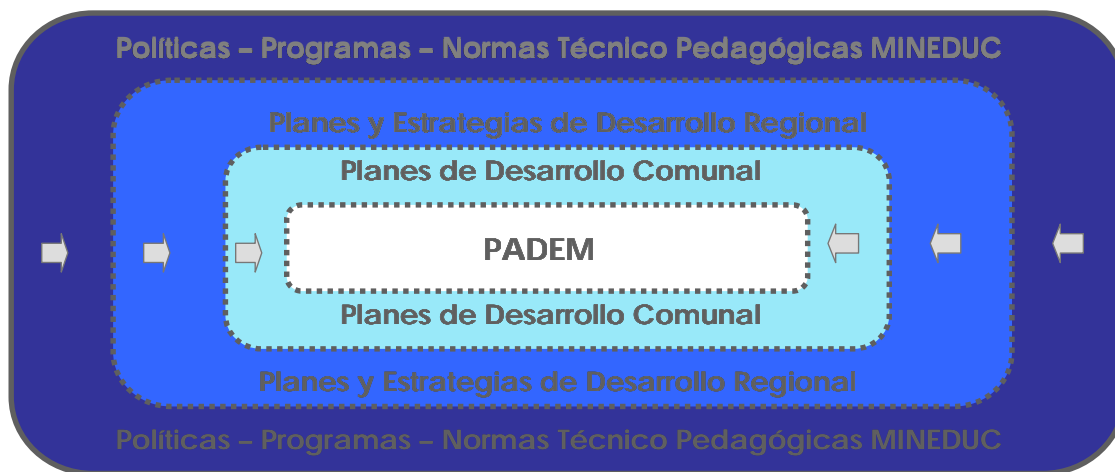 Políticas – Programas – Normas Técnico Pedagógicas MINEDUC
Planes y Estrategias de Desarrollo Regional
Planes de Desarrollo Comunal
PADEM
Planes de Desarrollo Comunal
Planes y Estrategias de Desarrollo Regional
Políticas – Programas – Normas Técnico Pedagógicas MINEDUC